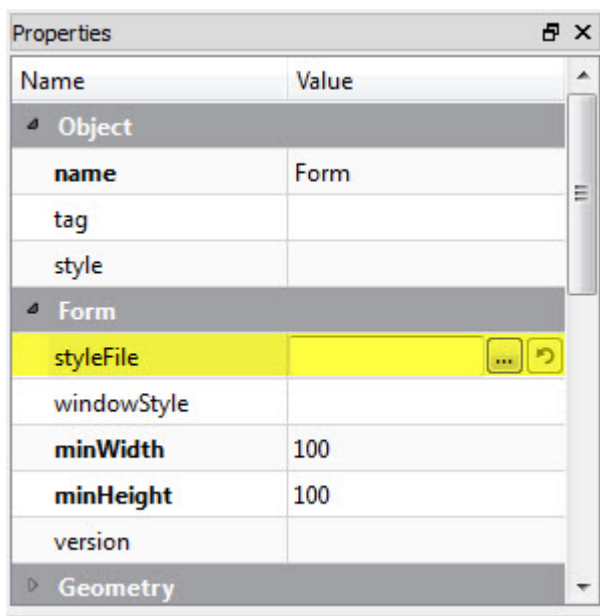 Properties
Name Value
Object
name Form
tag
style
Form
styleFile ...
windowStyle
minWidth 100
minHeight 100
version
Geometry